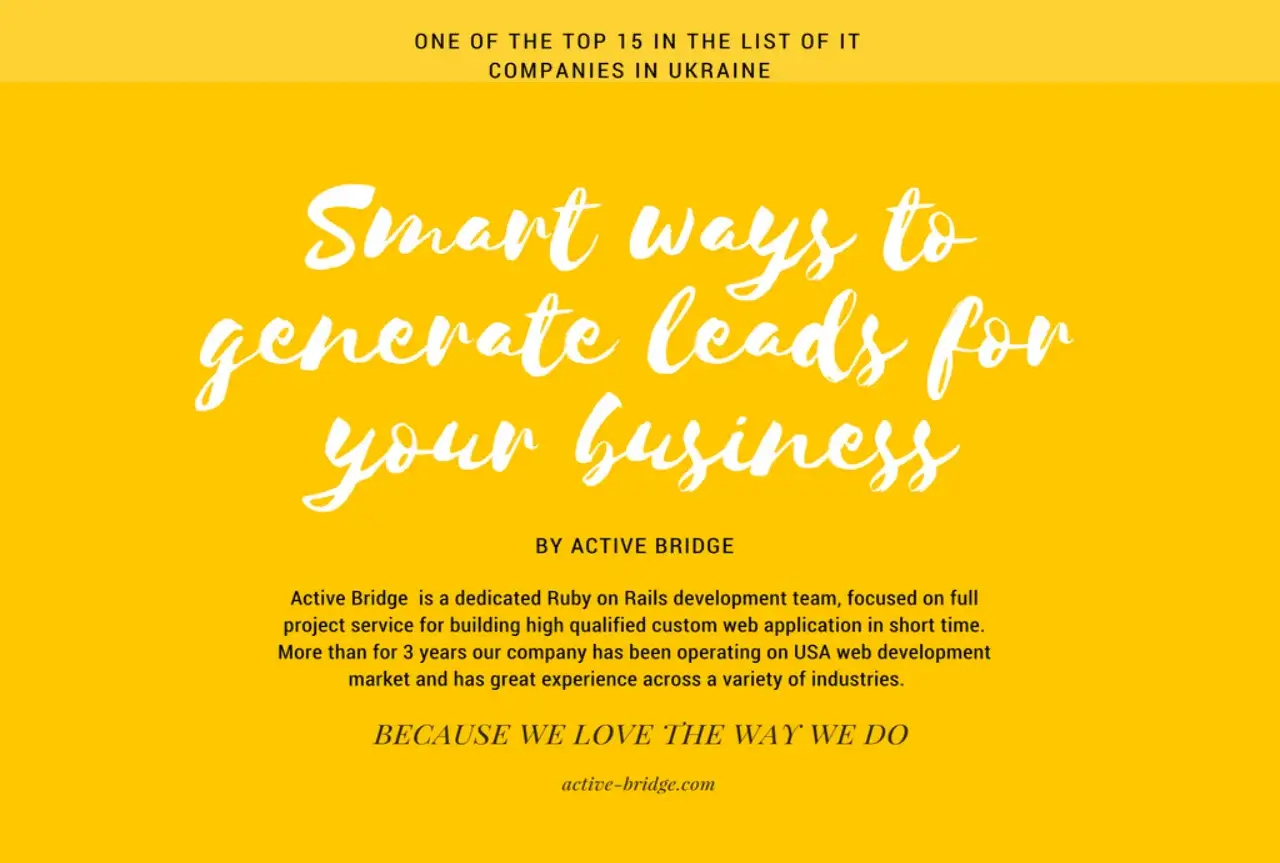 ONE OF THE TOP 15 IN THE LIST OF IT
COMPANIES IN UKRAINE
Smart ways to
generate leads for
your business
BY ACTIVE BRIDGE
Active Bridge is a dedicated Ruby on Rails development team, focused on full
project service for building high qualified custom web application in short time.
More than for 3 years our company has been operating on USA web development
market and has great experience across a variety of industries.
BECAUSE WE LOVE THE WAY WE DO
active-bridge.com